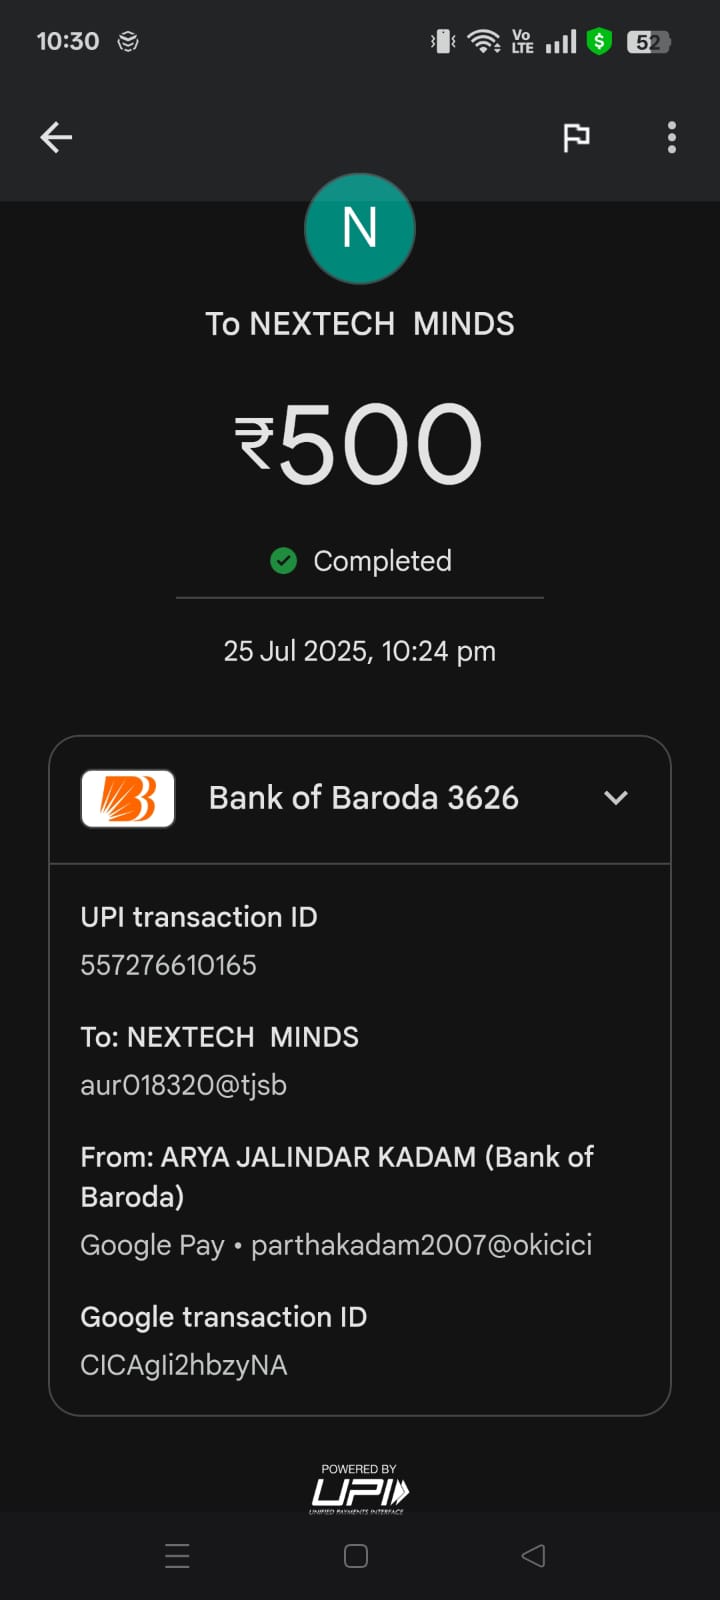 10:30
Vo
LTE
52
N
To NEXTECH  MINDS
₹500
Completed
25 Jul 2025, 10:24 pm
Bank of Baroda 3626
UPI transaction ID
557276610165
To: NEXTECH  MINDS
aur018320@tjsb
From: ARYA JALINDAR KADAM (Bank of
Baroda)
Google Pay • parthakadam2007@okicici
Google transaction ID
CICAgIi2hbzyNA
POWERED BY
UPI
UNIFIED PAYMENTS INTERFACE